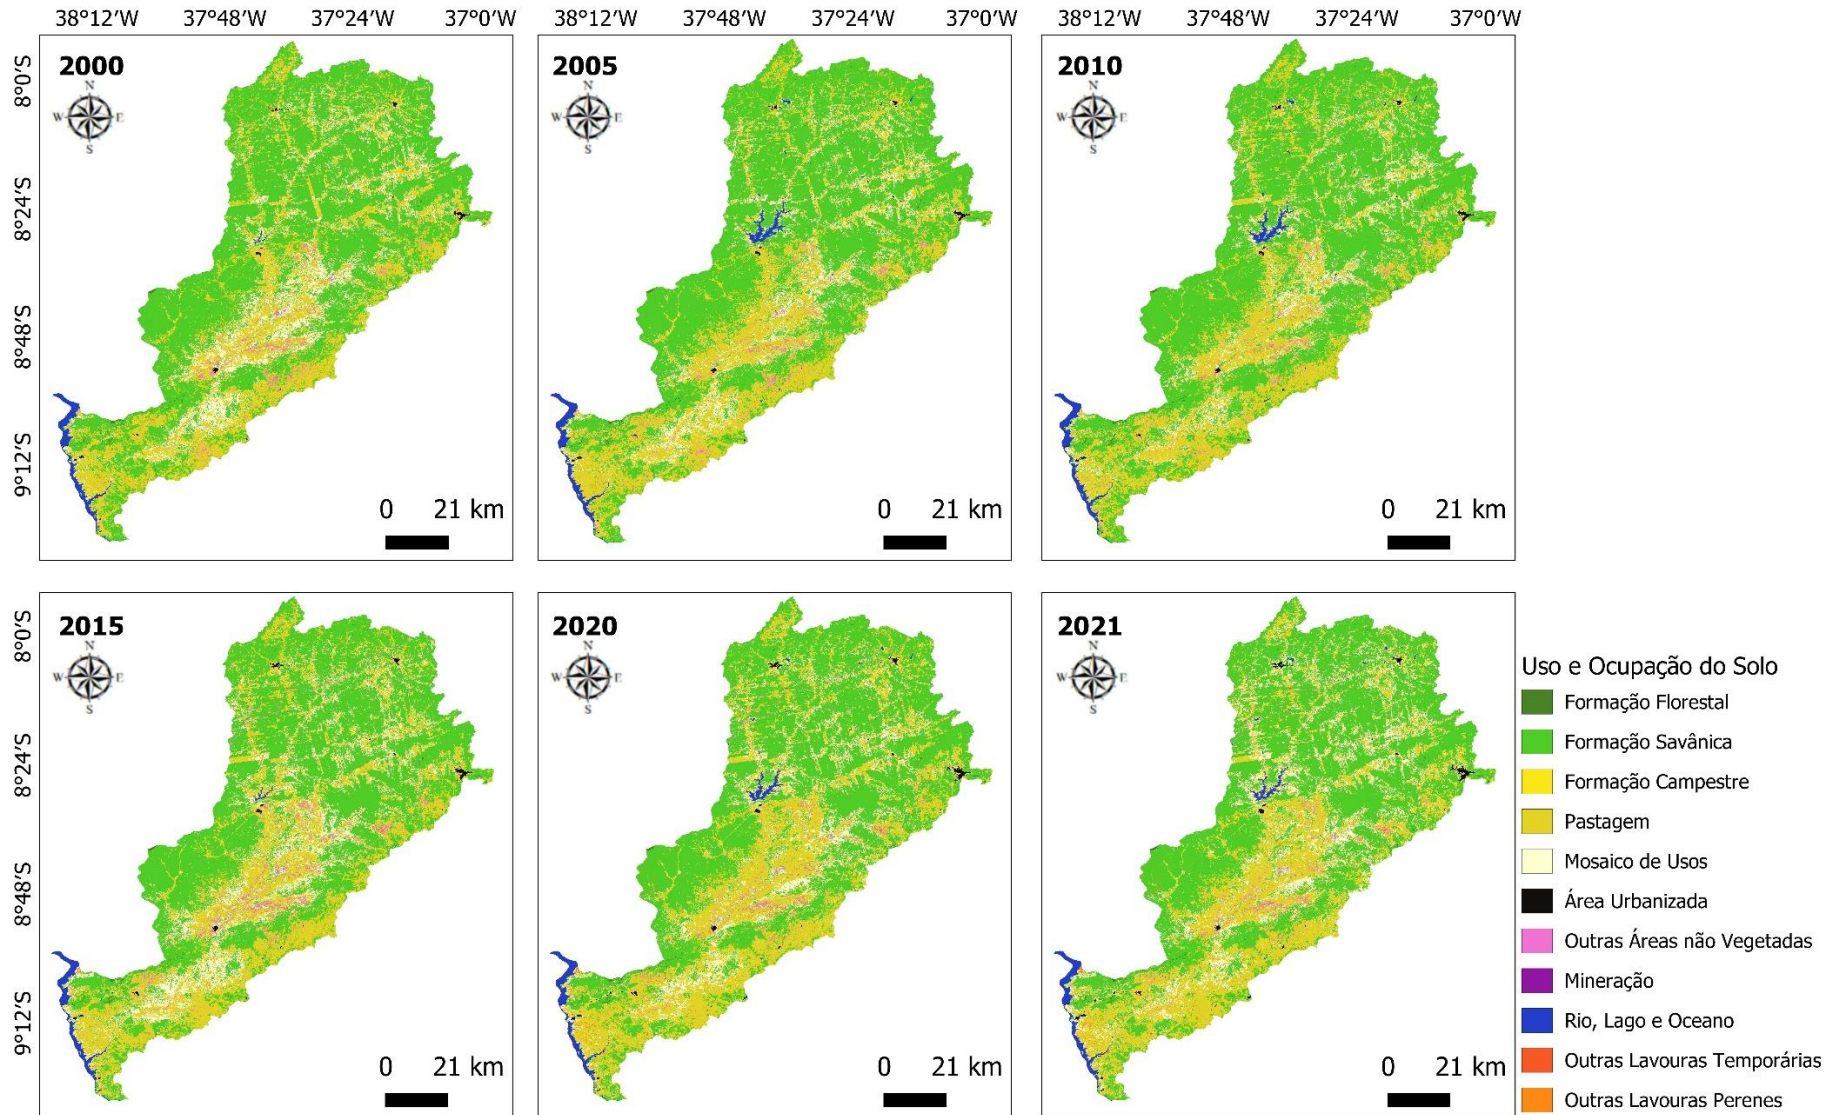 38°12′W 37°48′W 37°24′W 37°0′W 38°12′W 37°48′W 37°24′W 37°0′W 38°12′W 37°48′W 37°24′W 37°0′W
8°0′S
8°24′S
8°48′S
9°12′S
2000
N
W E
S
0 21 km
2005
N
W E
S
0 21 km
2010
N
W E
S
0 21 km
8°0′S
8°24′S
8°48′S
9°12′S
2015
N
W E
S
0 21 km
2020
N
W E
S
0 21 km
2021
N
W E
S
0 21 km
Uso e Ocupação do Solo
Formação Florestal
Formação Savânica
Formação Campestre
Pastagem
Mosaico de Usos
Área Urbanizada
Outras Áreas não Vegetadas
Mineração
Rio, Lago e Oceano
Outras Lavouras Temporárias
Outras Lavouras Perenes